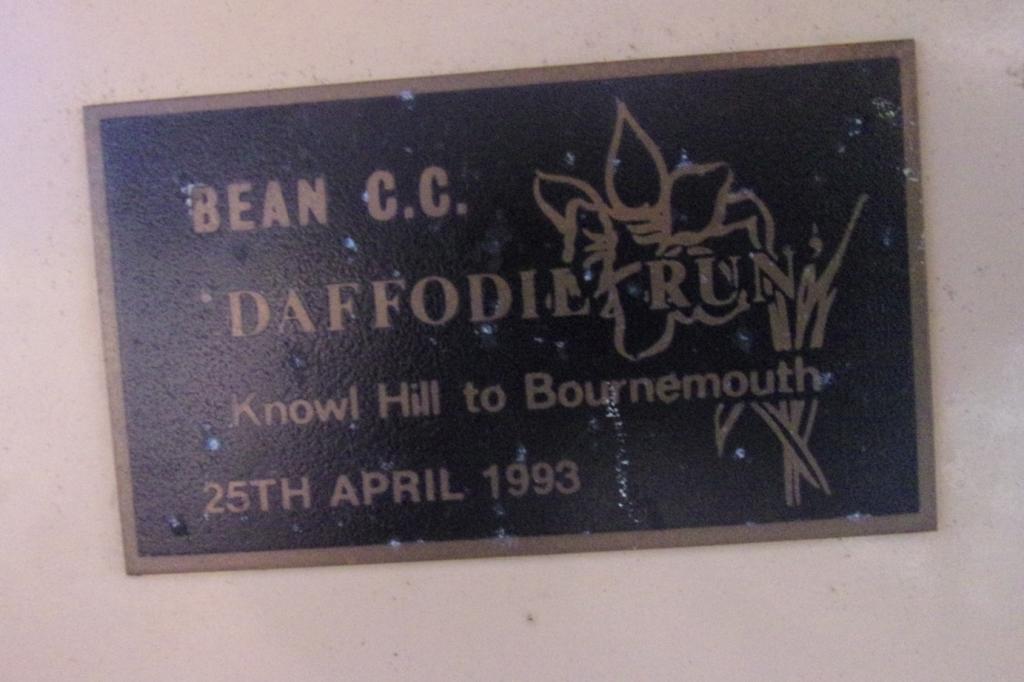 BEAN C.C.
'DAFFODIL RUN'
Knowl Hill to Bournemouth
25TH APRIL 1993